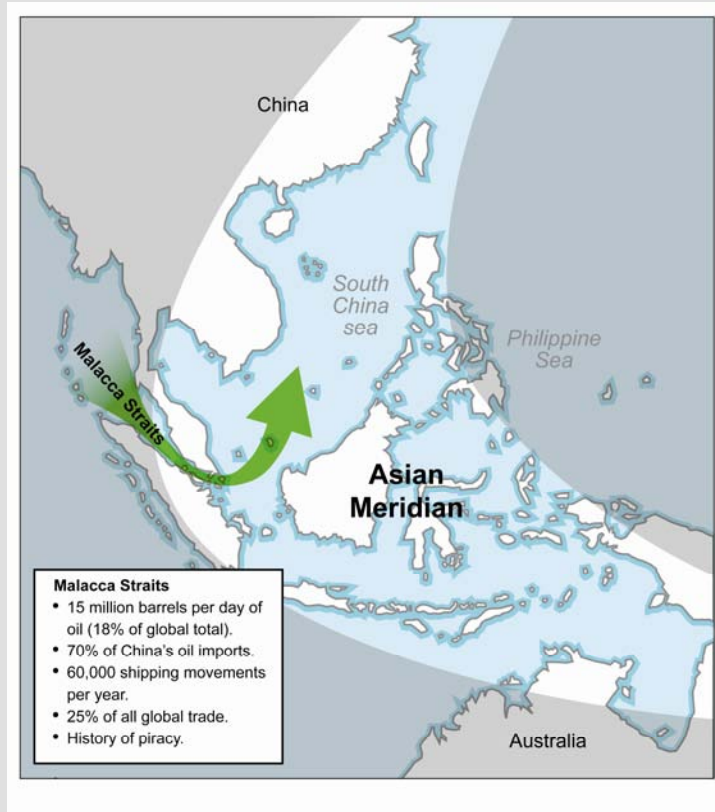 China
South
China
sea
Philippine
Sea
Malacca Straits
Asian
Meridian
Malacca Straits
• 15 million barrels per day of
oil (18% of global total).
• 70% of China's oil imports.
• 60,000 shipping movements
per year.
• 25% of all global trade.
• History of piracy.
Australia